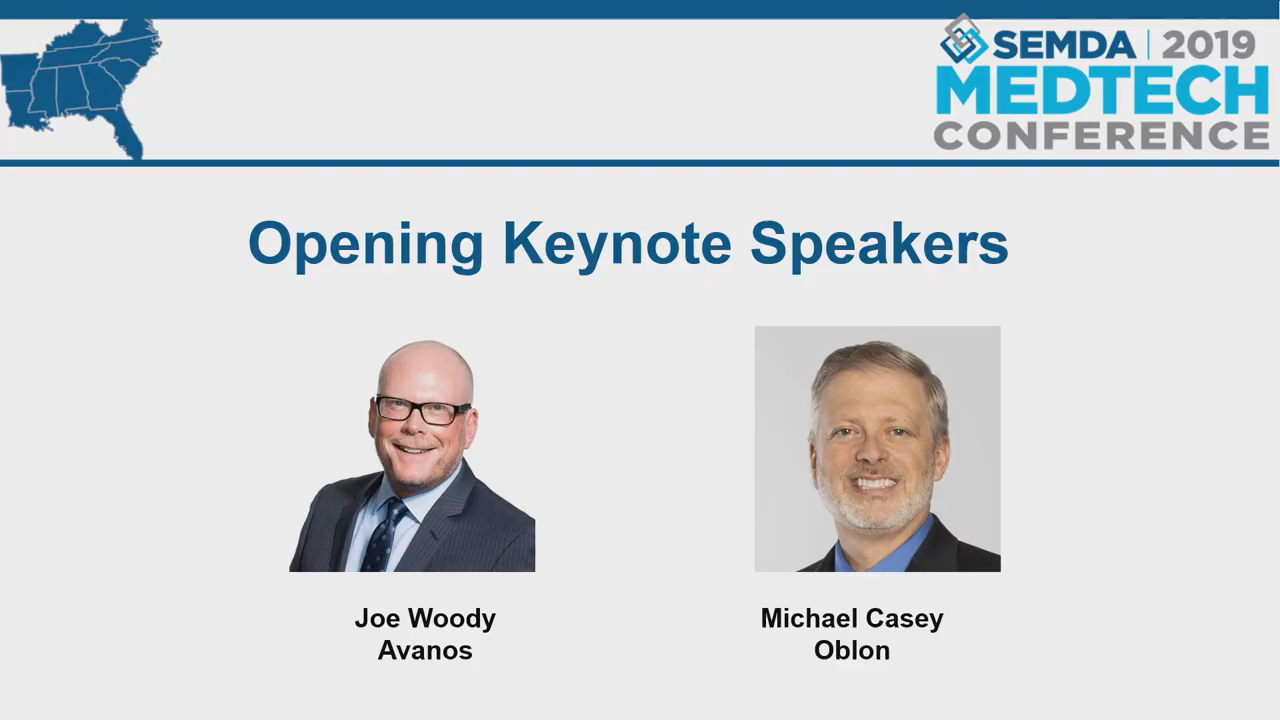 SEMDA | 2019
MEDTECH
CONFERENCE
Opening Keynote Speakers
Joe Woody
Avanos
Michael Casey
Oblon